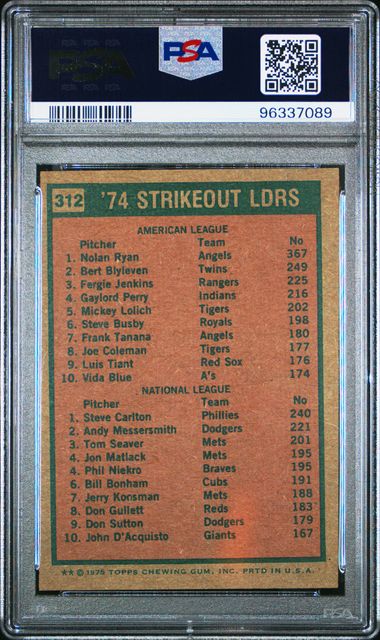 PSA
PSA
96337089
312 '74 STRIKEOUT LDRS
AMERICAN LEAGUE
Pitcher Team No
1. Nolan Ryan Angels 367
2. Bert Blyleven Twins 249
3. Fergie Jenkins Rangers 225
4. Gaylord Perry Indians 216
5. Mickey Lolich Tigers 202
6. Steve Busby Royals 198
7. Frank Tanana Angels 180
8. Joe Coleman Tigers 177
9. Luis Tiant Red Sox 176
10. Vida Blue A's 174
NATIONAL LEAGUE
Pitcher Team No
1. Steve Carlton Phillies 240
2. Andy Messersmith Dodgers 221
3. Tom Seaver Mets 201
4. Jon Matlack Mets 195
4. Phil Niekro Braves 195
6. Bill Bonham Cubs 191
7. Jerry Konsman Mets 188
8. Don Gullett Reds 183
9. Don Sutton Dodgers 179
10. John D'Acquisto Giants 167
★★ © 1975 TOPPS CHEWING GUM, INC. PRTD IN U.S.A.
PSA